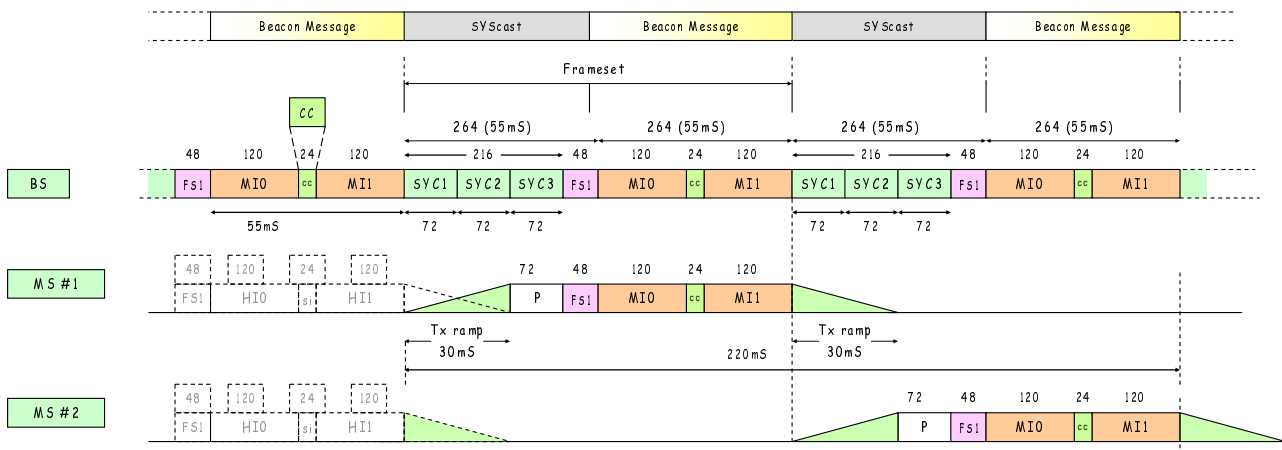 Beacon Message SYScast Beacon Message SYScast Beacon Message
Frameset
CC
264 (55mS) 264 (55mS) 264 (55mS) 264 (55mS)
48 120 24 120 216 48 120 24 120 216 48 120 24 120
BS FS1 MI0 cc MI1 SYC1 SYC2 SYC3 FS1 MI0 cc MI1 SYC1 SYC2 SYC3 FS1 MI0 cc MI1
55mS 72 72 72 72 72 72
48 120 24 120 72 48 120 24 120
MS #1 FS1 HI0 si HI1 P FS1 MI0 cc MI1
Tx ramp Tx ramp
30mS 220mS 30mS
48 120 24 120 72 48 120 24 120
MS #2 FS1 HI0 si HI1 P FS1 MI0 cc MI1